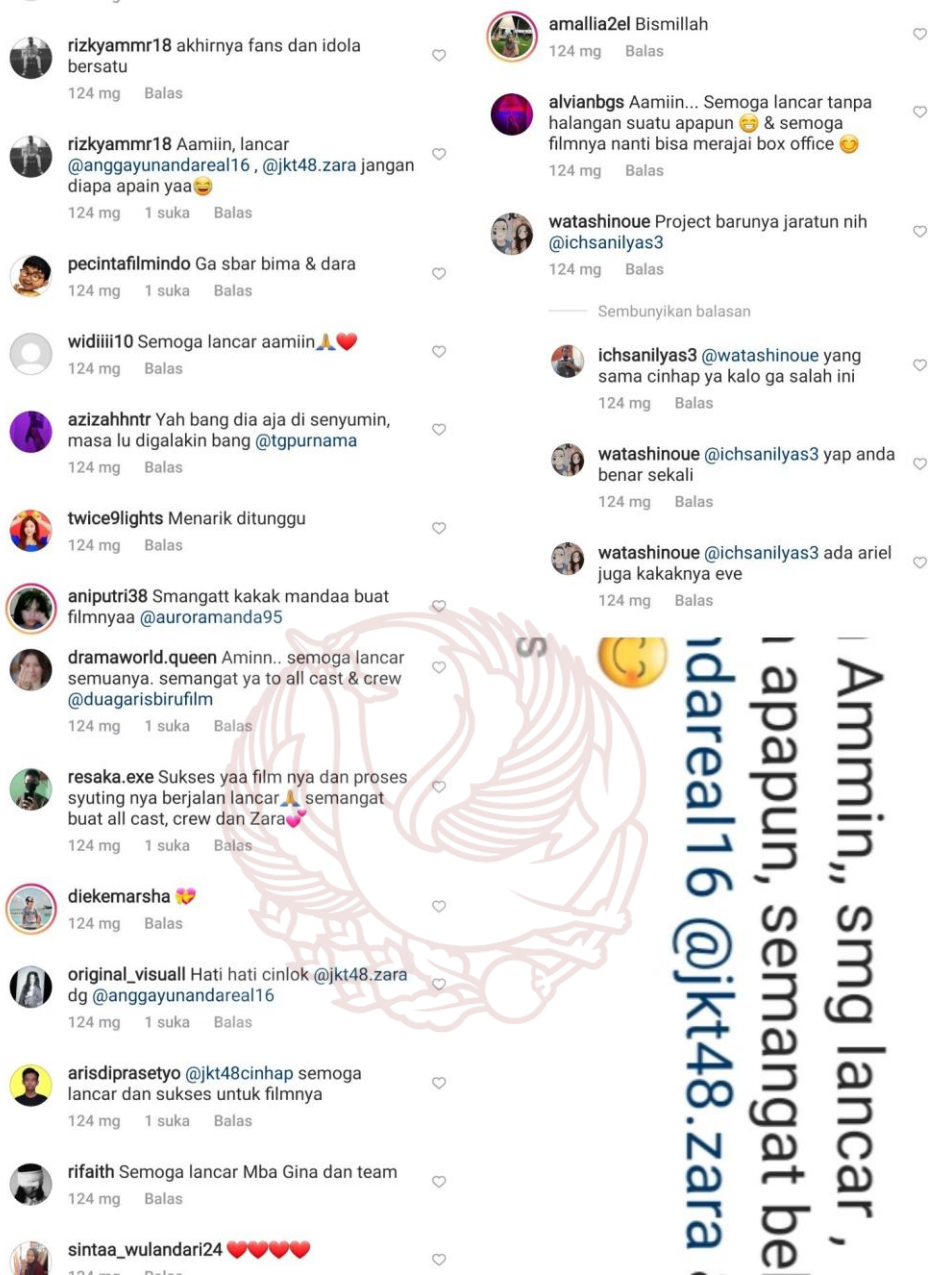 rizkyammr18 akhirnya fans dan idola
bersatu
124 mg Balas
rizkyammr18 Aamiin, lancar
@anggayunandareal16 , @jkt48.zara jangan
diapa apain yaa😂
124 mg 1 suka Balas
pecintafilmindo Ga sbar bima & dara
124 mg 1 suka Balas
widiiii10 Semoga lancar aamiin🙏❤️
124 mg Balas
azizahhntr Yah bang dia aja di senyumin,
masa lu digalakin bang @tgpurnama
124 mg Balas
twice9lights Menarik ditunggu
124 mg Balas
aniputri38 Smangatt kakak mandaa buat
filmnyaa @auroramanda95
dramaworld.queen Aminn.. semoga lancar
semuanya. semangat ya to all cast & crew
@duagarisbirufilm
124 mg 1 suka Balas
resaka.exe Sukses yaa film nya dan proses
syuting nya berjalan lancar🙏 semangat
buat all cast, crew dan Zara💕
124 mg 1 suka Balas
diekemarsha 💝
124 mg Balas
original_visuall Hati hati cinlok @jkt48.zara
dg @anggayunandareal16
124 mg 1 suka Balas
arisdiprasetyo @jkt48cinhap semoga
lancar dan sukses untuk filmnya
124 mg 1 suka Balas
rifaith Semoga lancar Mba Gina dan team
124 mg Balas
sintaa_wulandari24 ❤️❤️❤️❤️
124 mg Balas
amallia2el Bismillah
124 mg Balas
alvianbgs Aamiin... Semoga lancar tanpa
halangan suatu apapun 😁 & semoga
filmnya nanti bisa merajai box office 😊
124 mg Balas
watashinoue Project barunya jaratun nih
@ichsanilyas3
124 mg Balas
Sembunyikan balasan
ichsanilyas3 @watashinoue yang
sama cinhap ya kalo ga salah ini
124 mg Balas
watashinoue @ichsanilyas3 yap anda
benar sekali
124 mg Balas
watashinoue @ichsanilyas3 ada ariel
juga kakaknya eve
124 mg Balas
Ammin,, smg lancar ,
apapun, semangat
ndareal16 @jkt48.zara